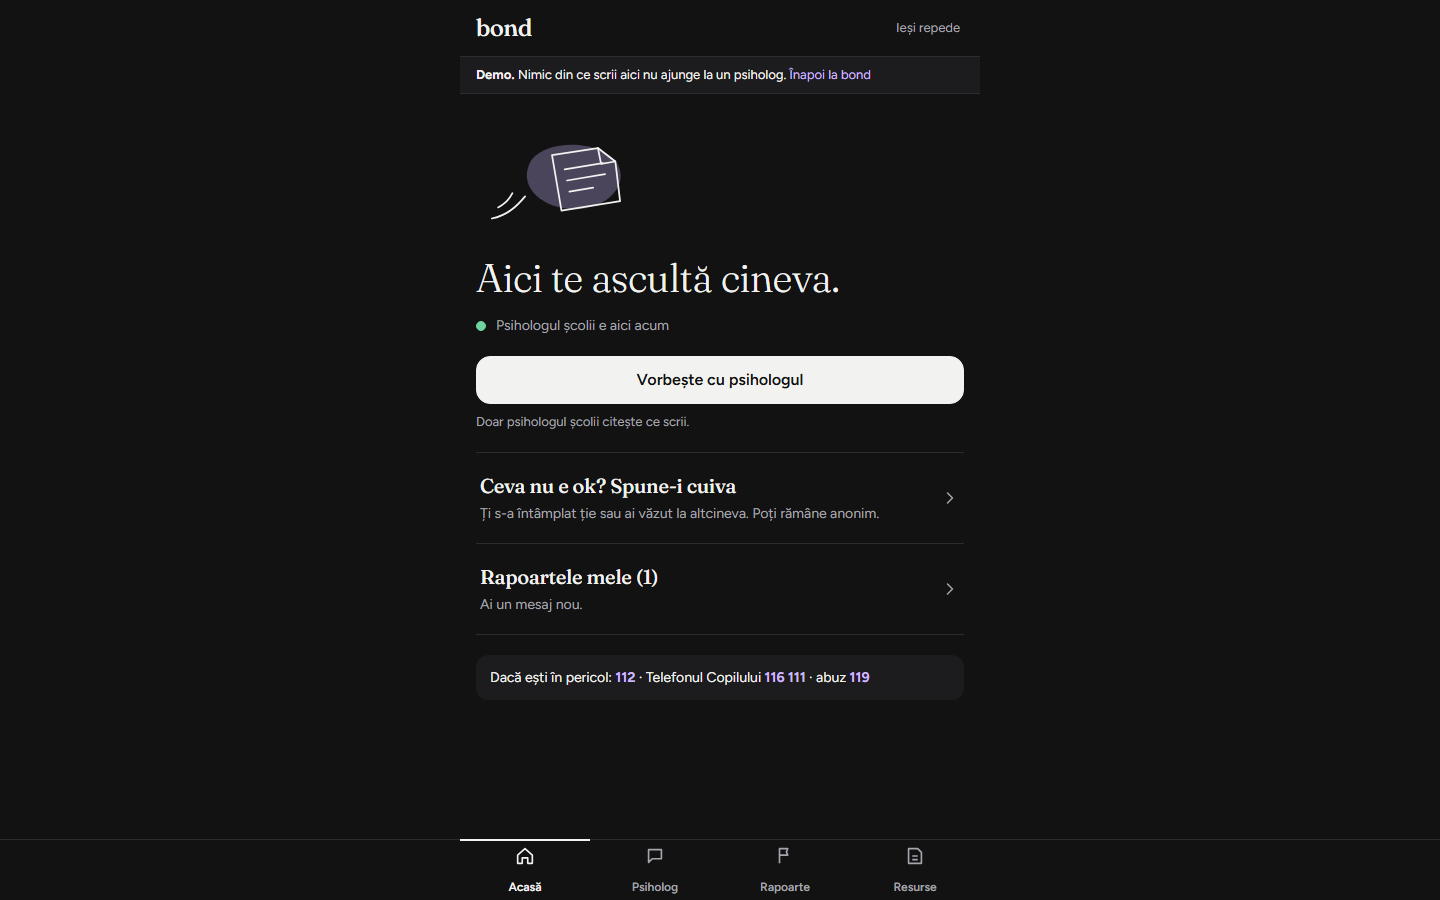 bond
Ieși repede
Demo. Nimic din ce scrii aici nu ajunge la un psiholog. Înapoi la bond
Aici te ascultă cineva.
Psihologul școlii e aici acum
Vorbește cu psihologul
Doar psihologul școlii citește ce scrii.
Ceva nu e ok? Spune-i cuiva
Ți s-a întâmplat ție sau ai văzut la altcineva. Poți rămâne anonim.
Rapoartele mele (1)
Ai un mesaj nou.
Dacă ești în pericol: 112 · Telefonul Copilului 116 111 · abuz 119
Acasă
Psiholog
Rapoarte
Resurse